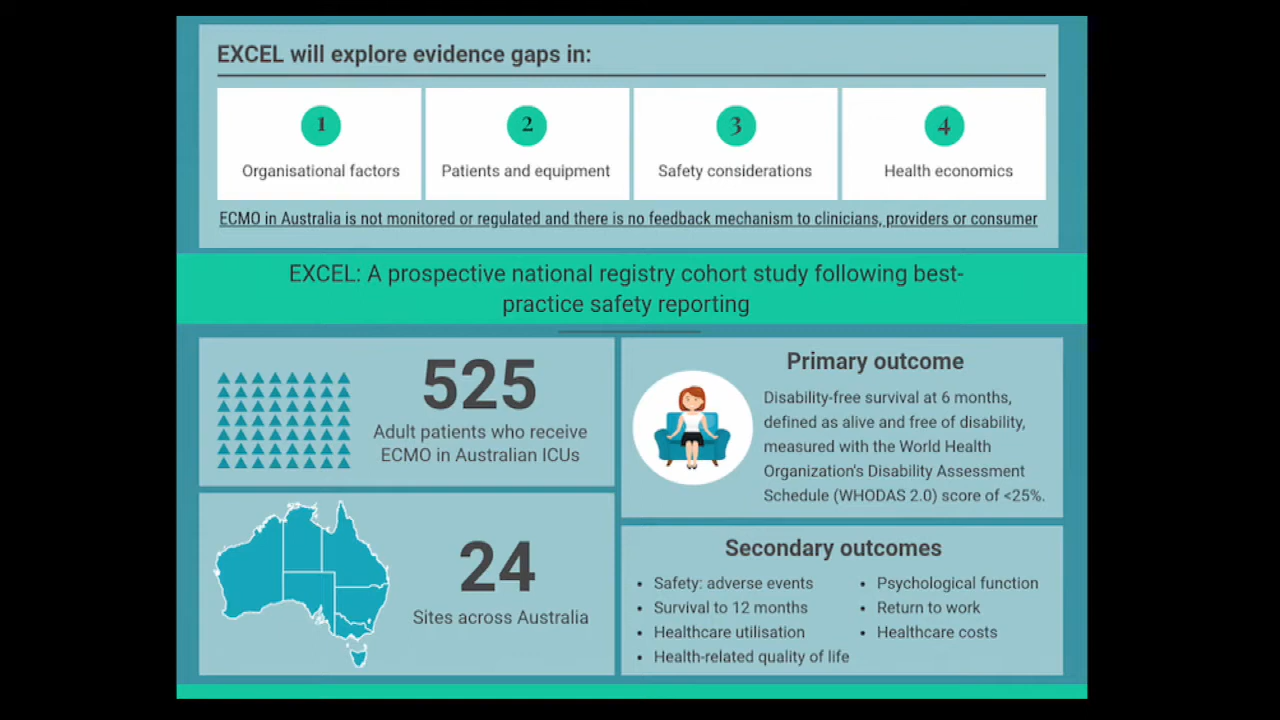 EXCEL will explore evidence gaps in:
1
2
3
4
Organisational factors
Patients and equipment
Safety considerations
Health economics
ECMO in Australia is not monitored or regulated and there is no feedback mechanism to clinicians, providers or consumer
EXCEL: A prospective national registry cohort study following best-
practice safety reporting
525
Adult patients who receive
ECMO in Australian ICUs
24
Sites across Australia
Primary outcome
Disability-free survival at 6 months,
defined as alive and free of disability,
measured with the World Health
Organization's Disability Assessment
Schedule (WHODAS 2.0) score of <25%.
Secondary outcomes
• Safety: adverse events
• Survival to 12 months
• Healthcare utilisation
• Health-related quality of life
• Psychological function
• Return to work
• Healthcare costs